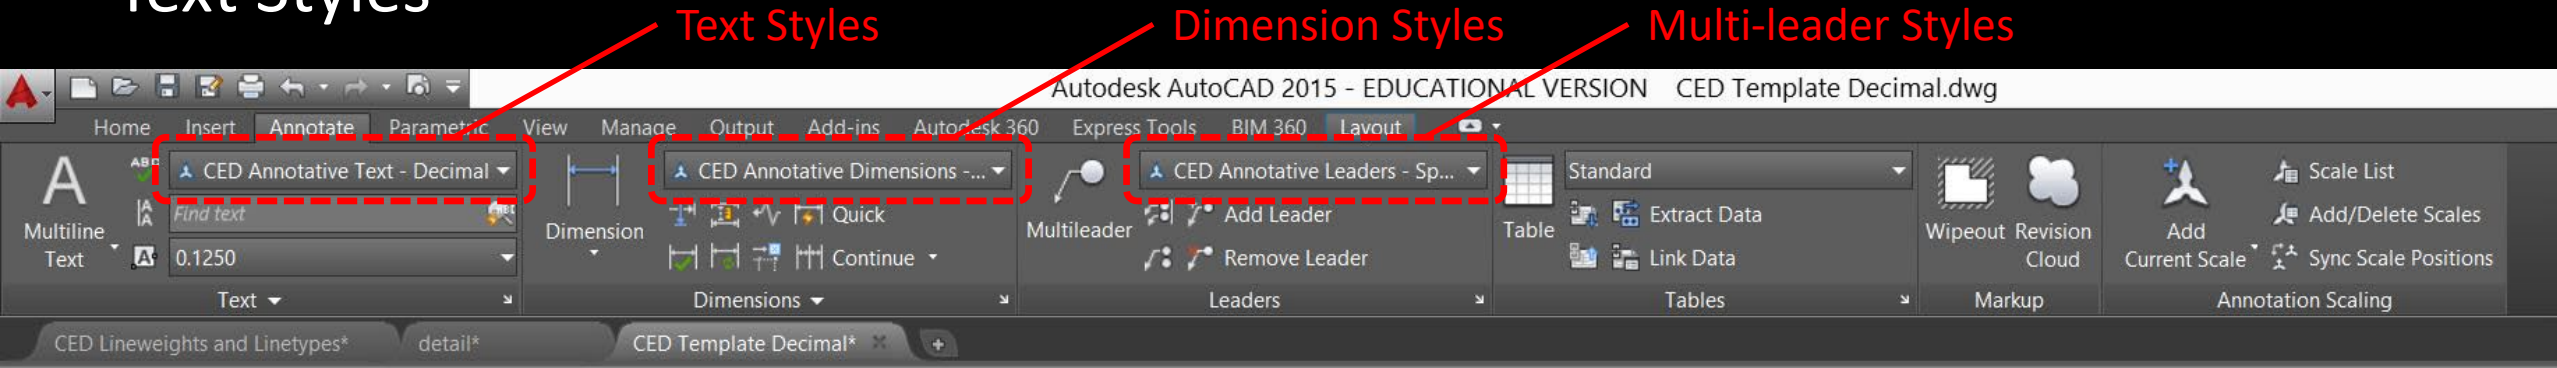 Text Styles
Text Styles
Dimension Styles
Multi-leader Styles
Autodesk AutoCAD 2015 - EDUCATIONAL VERSION CED Template Decimal.dwg
Home Insert Annotate Parametric View Manage Output Add-ins Autodesk 360 Express Tools BIM 360 Layout
Multiline
Text
ABC
CED Annotative Text - Decimal
Find text
0.1250
Text
Dimension
CED Annotative Dimensions -...
Quick
Continue
Dimensions
Multileader
CED Annotative Leaders - Sp...
Add Leader
Remove Leader
Leaders
Table
Standard
Extract Data
Link Data
Tables
Wipeout
Revision
Cloud
Markup
Add
Current Scale
Scale List
Add/Delete Scales
Sync Scale Positions
Annotation Scaling
CED Lineweights and Linetypes* detail* CED Template Decimal*